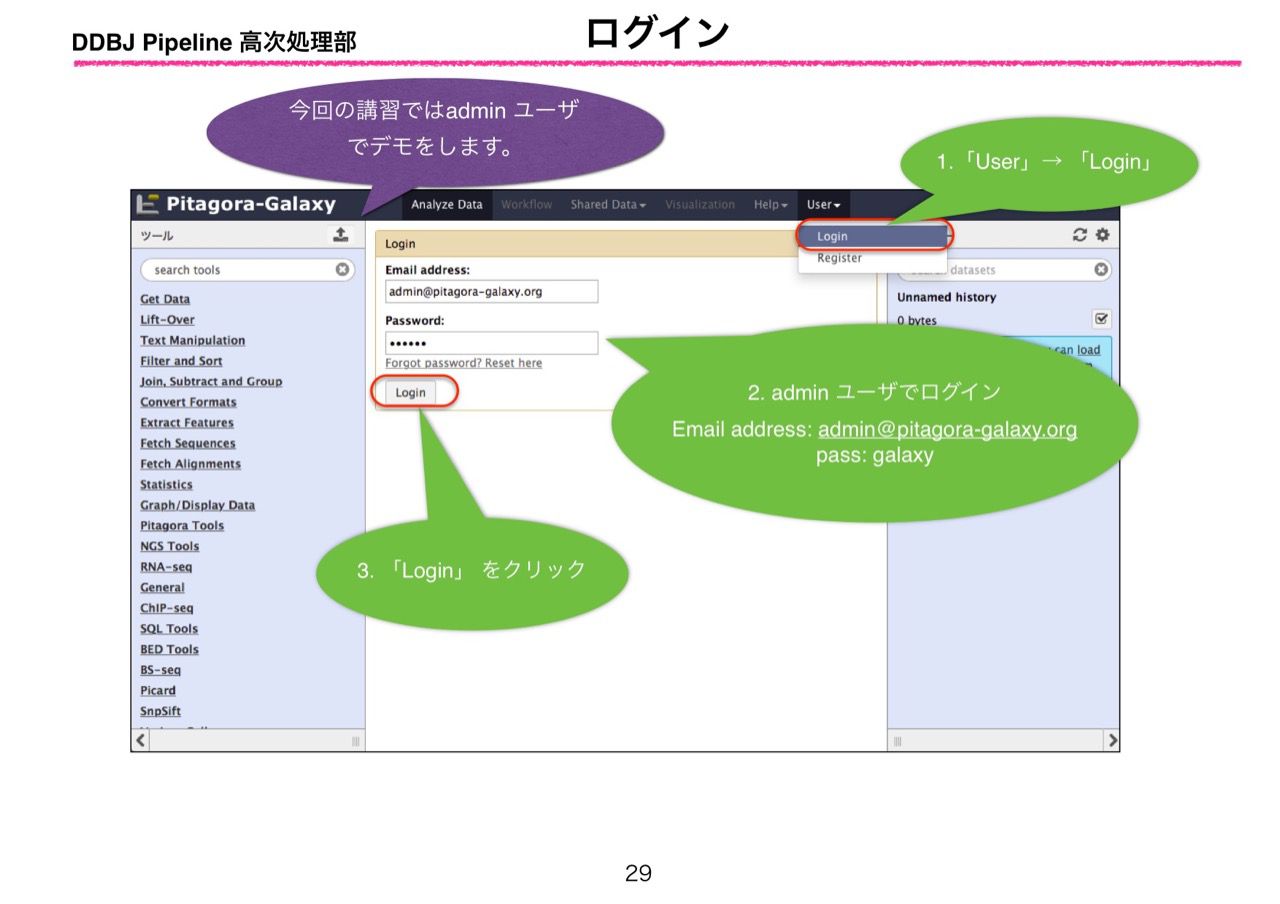 DDBJ Pipeline 高次処理部
ログイン
今回の講習ではadmin ユーザ
でデモをします。
1.「User」→ 「Login」
Pitagora-Galaxy
Analyze Data
Workflow
Shared Data
Visualization
Help
User
Login
Register
ツール
search tools
Get Data
Lift-Over
Text Manipulation
Filter and Sort
Join, Subtract and Group
Convert Formats
Extract Features
Fetch Sequences
Fetch Alignments
Statistics
Graph/Display Data
Pitagora Tools
NGS Tools
RNA-seq
General
ChIP-seq
SQL Tools
BED Tools
BS-seq
Picard
SnpSift
Login
Email address:
admin@pitagora-galaxy.org
Password:
••••••
Forgot password? Reset here
Login
datasets
Unnamed history
0 bytes
can load
2. admin ユーザでログイン
Email address: admin@pitagora-galaxy.org
pass: galaxy
3. 「Login」 をクリック
29